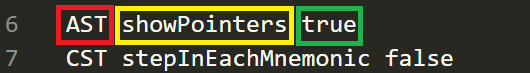 6 AST showPointers true
7 CST stepInEachMnemonic false